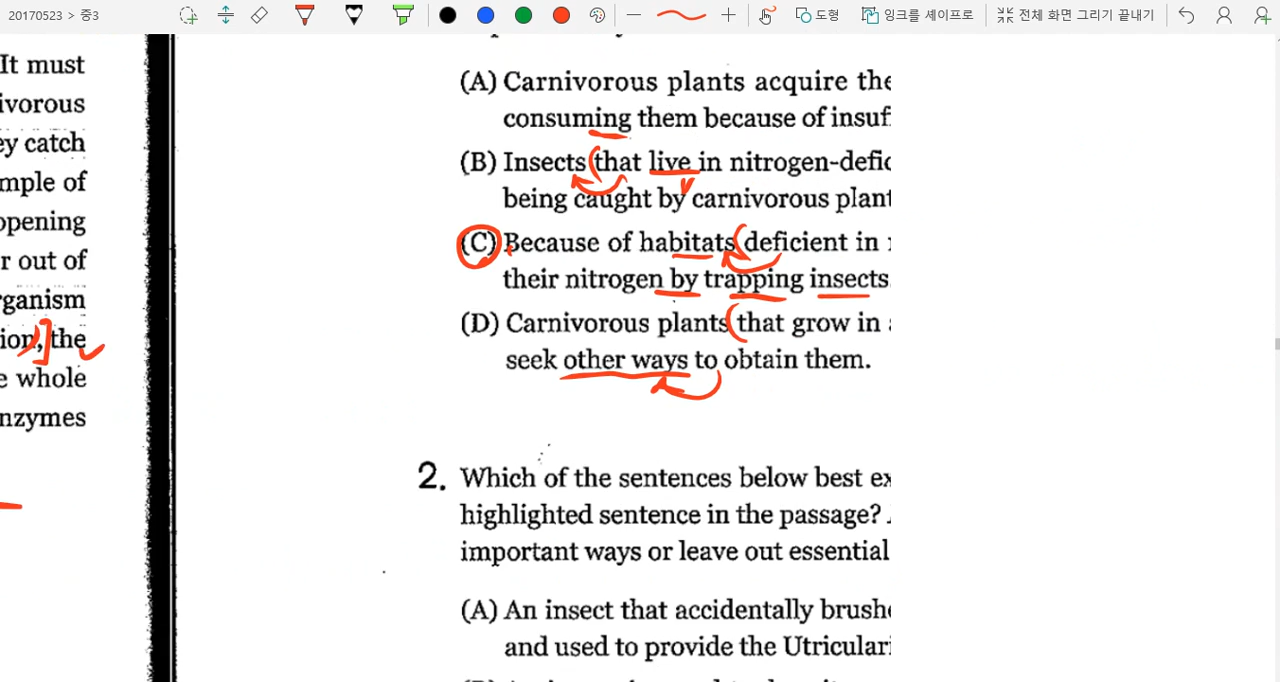 20170523 > 중3
도형
잉크를 셰이프로
전체 화면 그리기 끝내기
It must
ivorous
ey catch
mple of
opening
r out of
rganism
ion, the
e whole
nzymes
(A) Carnivorous plants acquire the
consuming them because of insuf
(B) Insects that live in nitrogen-defic
being caught by carnivorous plant
(C) Because of habitats deficient in
their nitrogen by trapping insects
(D) Carnivorous plants that grow in
seek other ways to obtain them.
2. Which of the sentences below best ex
highlighted sentence in the passage?
important ways or leave out essential
(A) An insect that accidentally brushe
and used to provide the Utriculari